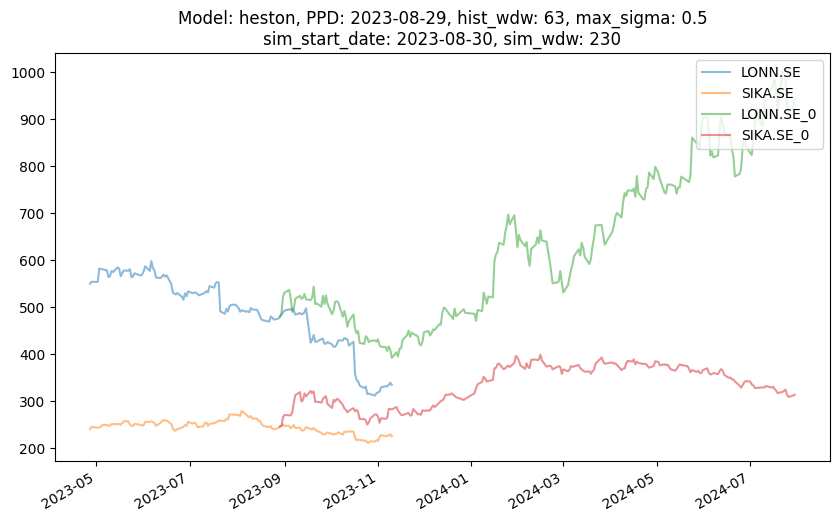 Model: heston, PPD: 2023-08-29, hist_wdw: 63, max_sigma: 0.5
sim_start_date: 2023-08-30, sim_wdw: 230
LONN.SE
SIKA.SE
LONN.SE_0
SIKA.SE_0
1000
900
800
700
600
500
400
300
200
2023-05
2023-07
2023-09
2023-11
2024-01
2024-03
2024-05
2024-07